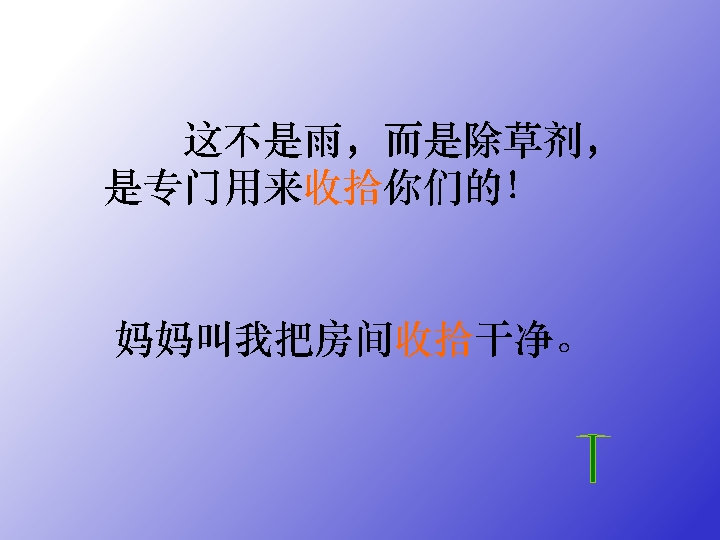 这不是雨，而是除草剂，
是专门用来收拾你们的！
妈妈叫我把房间收拾干净。